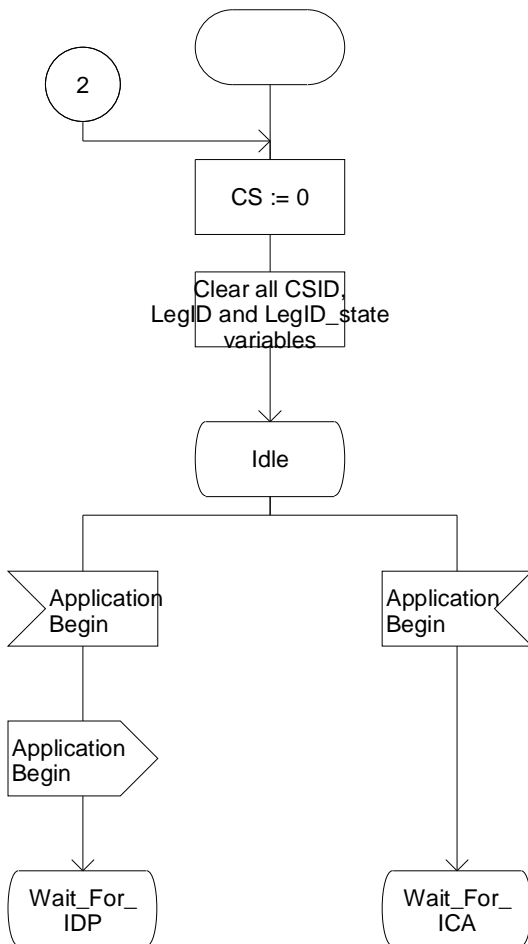 2
CS := 0
Clear all CSID,
LegID and LegID_state
variables
Idle
Application
Begin
Application
Begin
Application
Begin
Wait_For_
IDP
Wait_For_
ICA